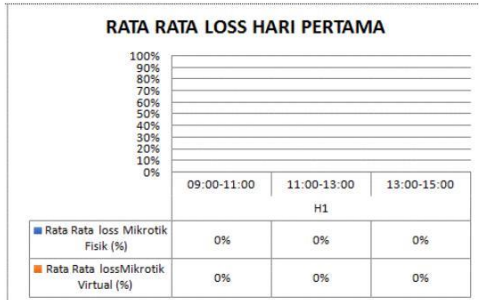 RATA RATA LOSS HARI PERTAMA
100%
90%
80%
70%
60%
50%
40%
30%
20%
10%
0%
09:00-11:00 11:00-13:00 13:00-15:00
H1
Rata Rata loss Mikrotik
Fisik (%)
0% 0% 0%
Rata Rata lossMikrotik
Virtual (%)
0% 0% 0%